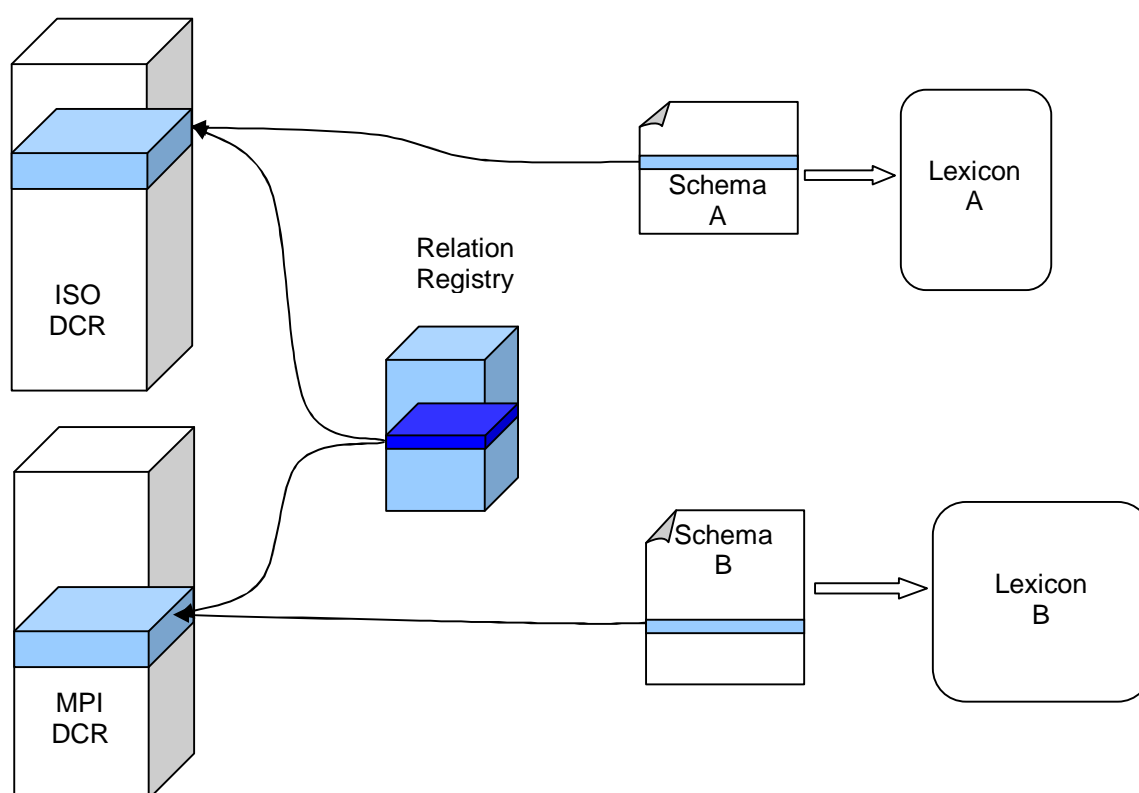 Schema
A
Lexicon
A
Relation
Registry
ISO
DCR
Schema
B
Lexicon
B
MPI
DCR